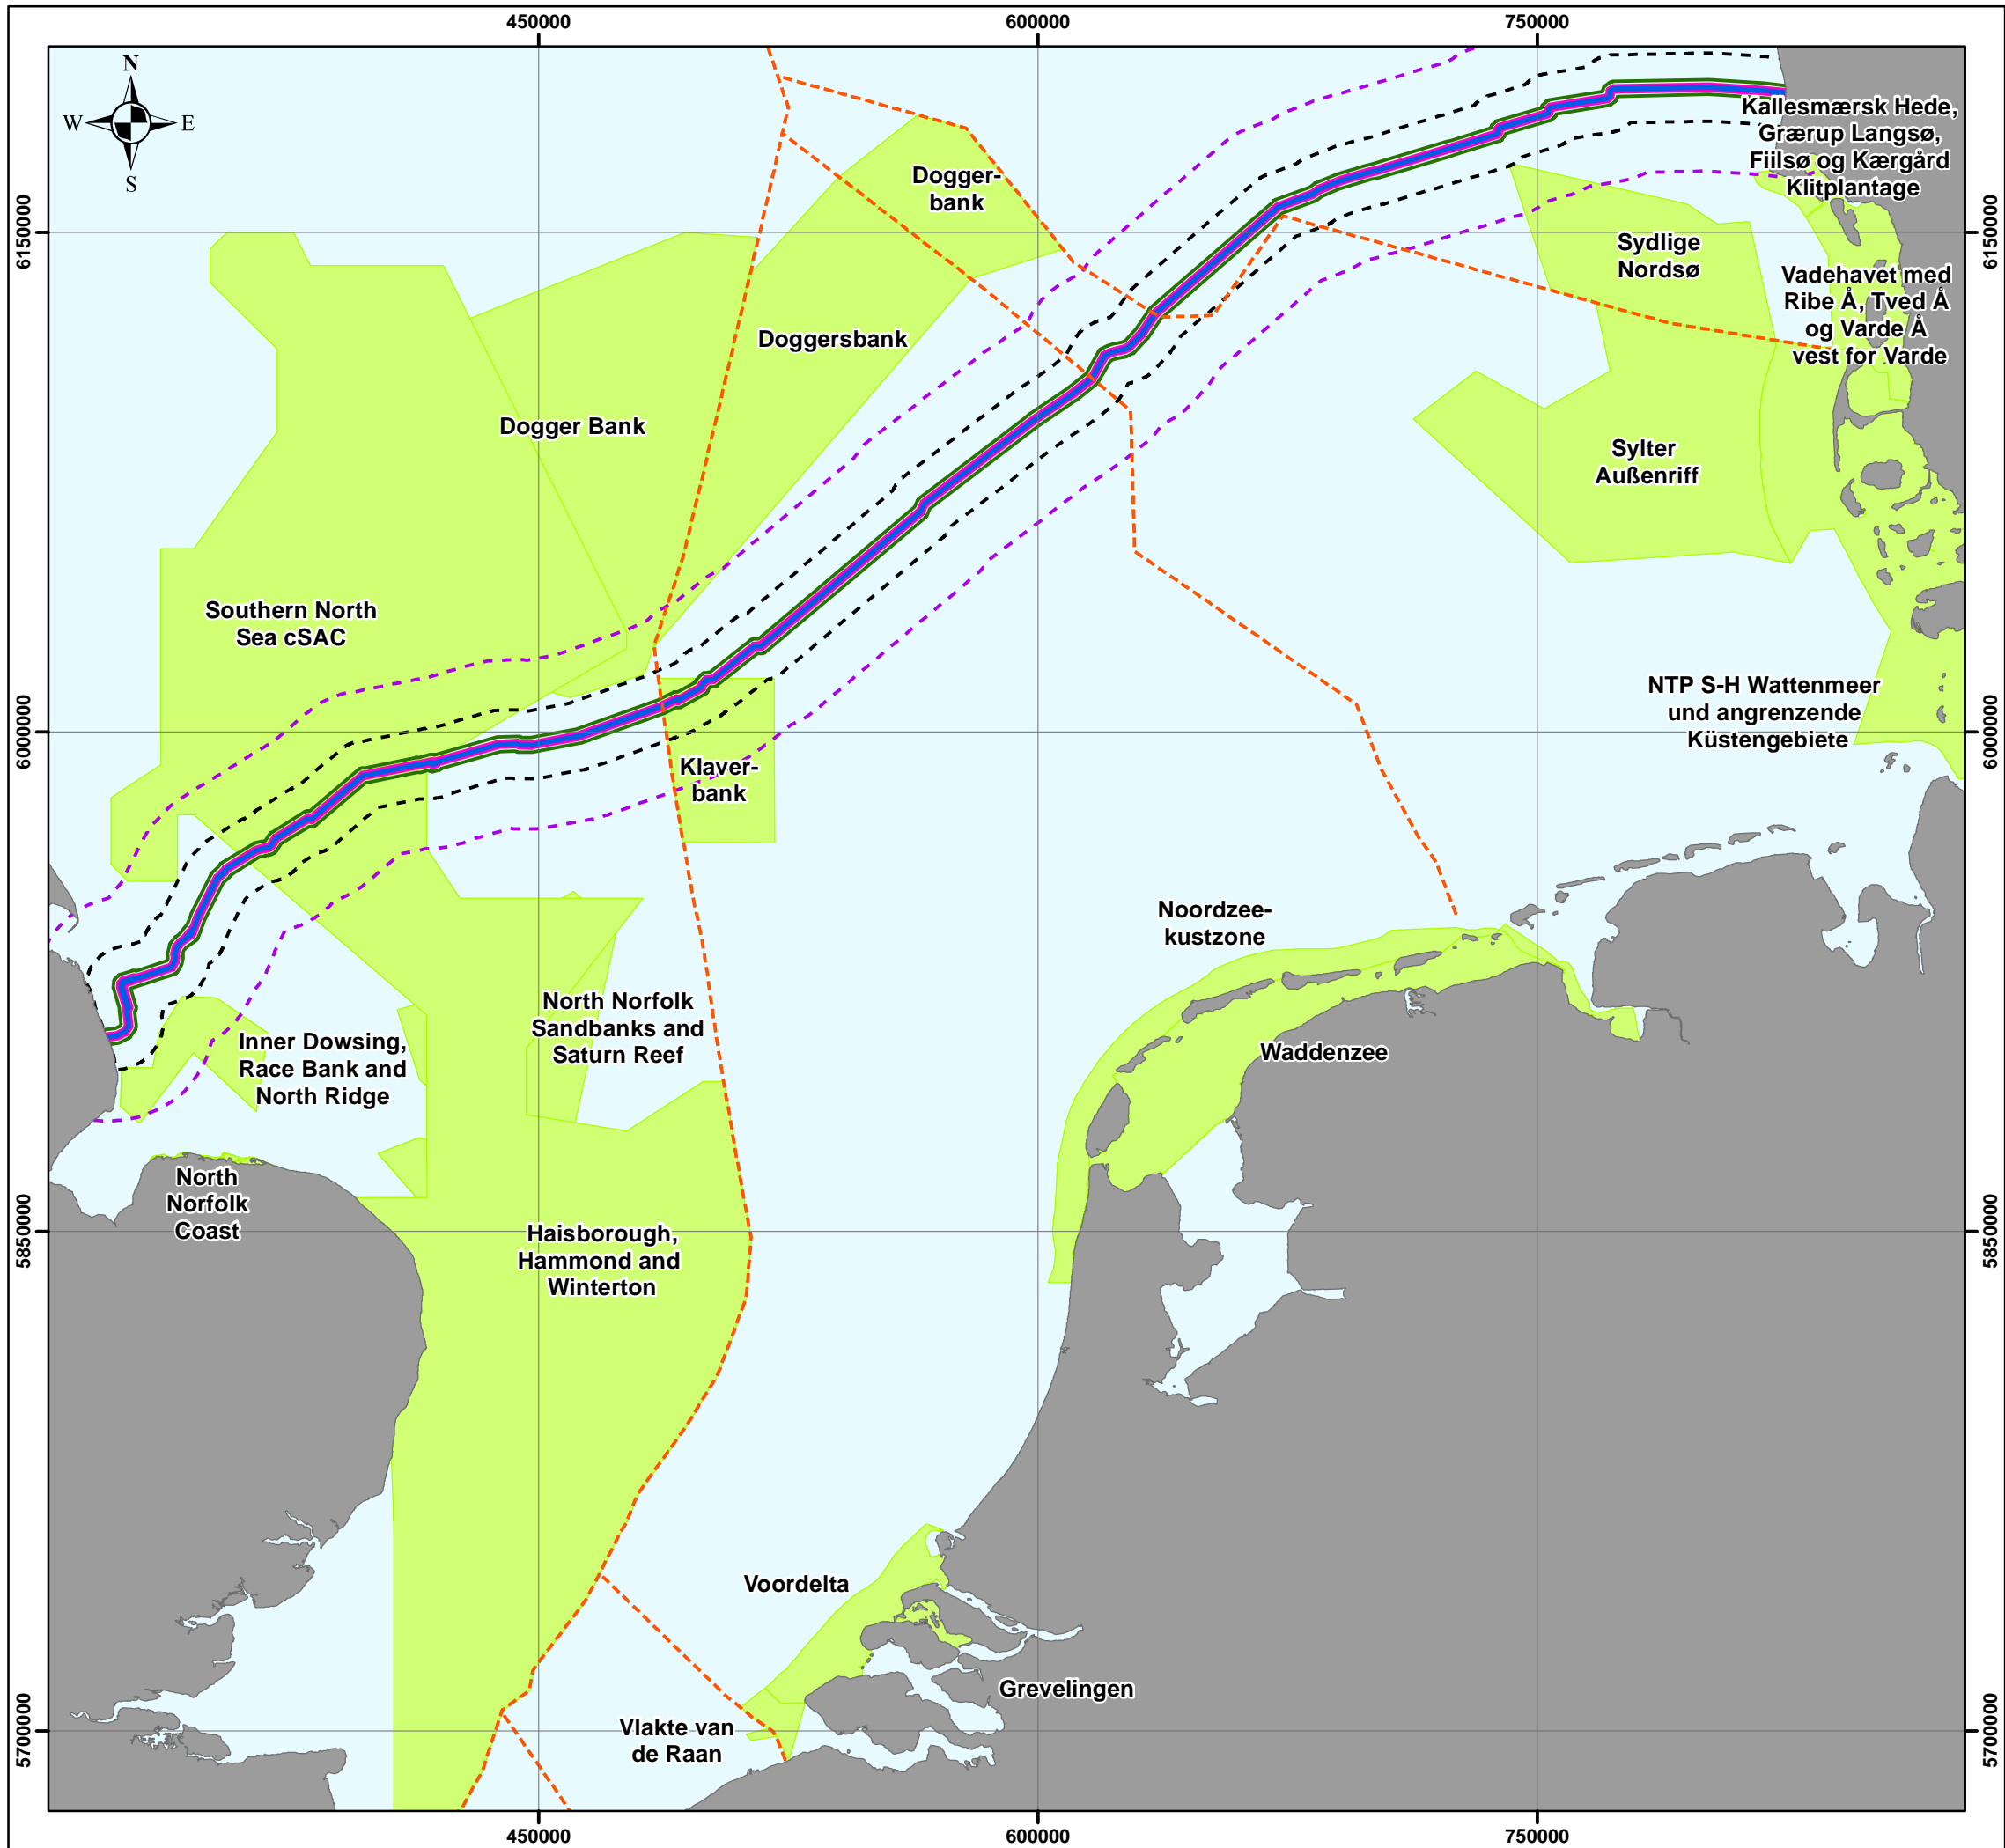 450000
600000
750000
N
W
E
S
Kallesmærsk Hede,
Grærup Langsø,
Fiilsø og Kærgård
Klitplantage
Dogger-
bank
6150000
6150000
Sydlige
Nordsø
Vadehavet med
Ribe Å, Tved Å
og Varde Å
vest for Varde
Doggersbank
Dogger Bank
Sylter
Außenriff
Southern North
Sea cSAC
NTP S-H Wattenmeer
und angrenzende
Küstengebiete
6000000
6000000
Klaver-
bank
Noordzee-
kustzone
North Norfolk
Sandbanks and
Saturn Reef
Inner Dowsing,
Race Bank and
North Ridge
Waddenzee
North
Norfolk
Coast
5850000
5850000
Haisborough,
Hammond and
Winterton
Voordelta
Grevelingen
Vlakte van
de Raan
5700000
5700000
450000
600000
750000